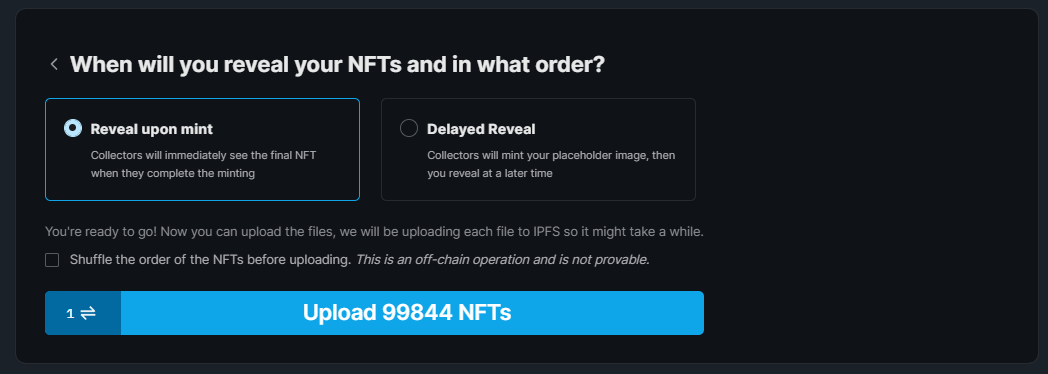 When will you reveal your NFTs and in what order?
Reveal upon mint
Collectors will immediately see the final NFT
when they complete the minting
Delayed Reveal
Collectors will mint your placeholder image, then
you reveal at a later time
You're ready to go! Now you can upload the files, we will be uploading each file to IPFS so it might take a while.
Shuffle the order of the NFTs before uploading. This is an off-chain operation and is not provable.
1
Upload 99844 NFTs